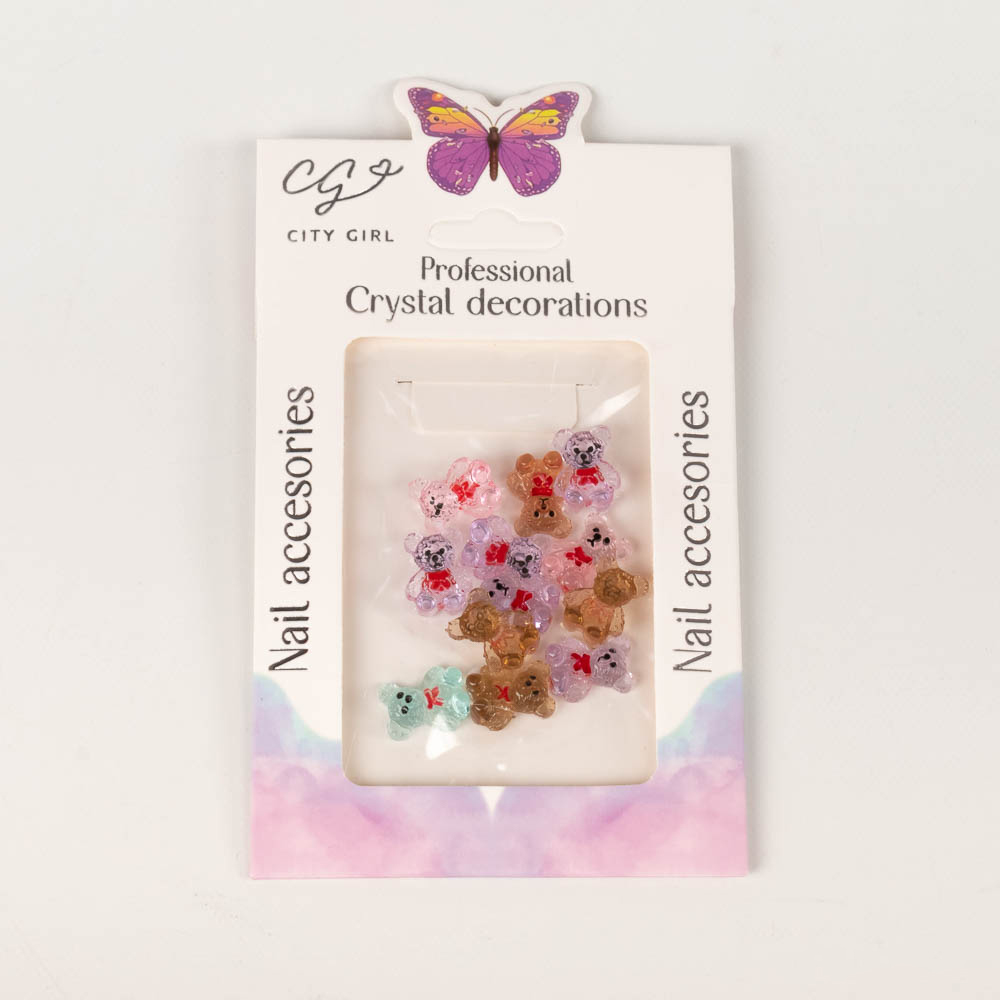 CG
CITY GIRL
Professional
Crystal decorations
Nail accesories
Nail accesories